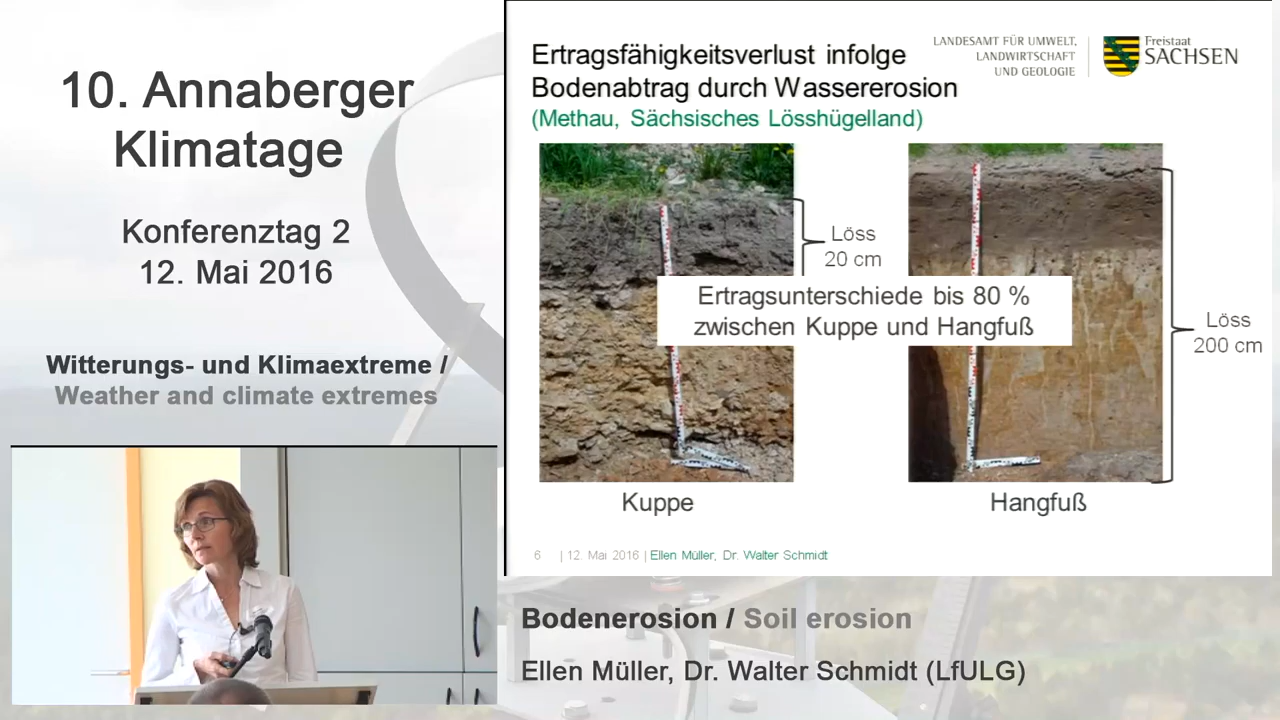 10. Annaberger
Klimatage
Konferenztag 2
12. Mai 2016
Witterungs- und Klimaextreme /
Weather and climate extremes
Ertragsfähigkeitsverlust infolge
Bodenabtrag durch Wassererosion
(Methau, Sächsisches Lösshügelland)
LANDESAMT FÜR UMWELT,
LANDWIRTSCHAFT
UND GEOLOGIE
Freistaat
SACHSEN
Löss
20 cm
Ertragsunterschiede bis 80 %
zwischen Kuppe und Hangfuß
Löss
200 cm
Kuppe
Hangfuß
6 | 12. Mai 2016 | Ellen Müller, Dr. Walter Schmidt
Bodenerosion / Soil erosion
Ellen Müller, Dr. Walter Schmidt (LfULG)